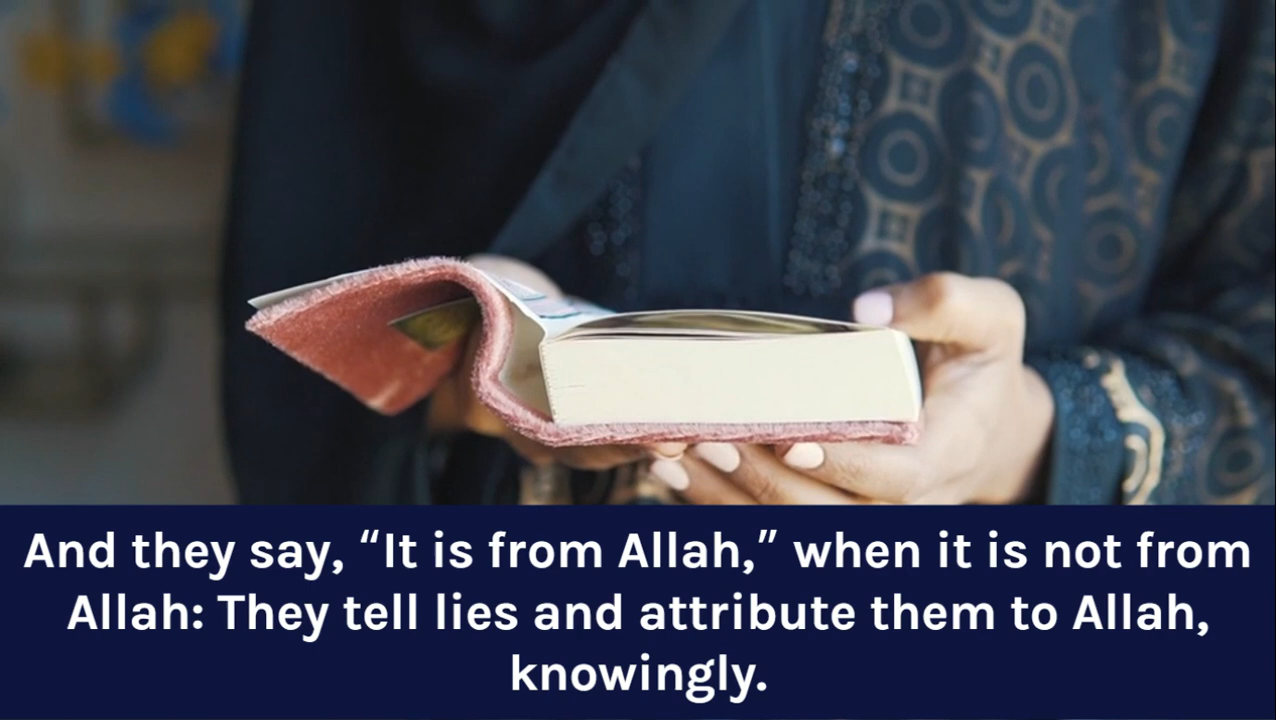 And they say, “It is from Allah,” when it is not from
Allah: They tell lies and attribute them to Allah,
knowingly.